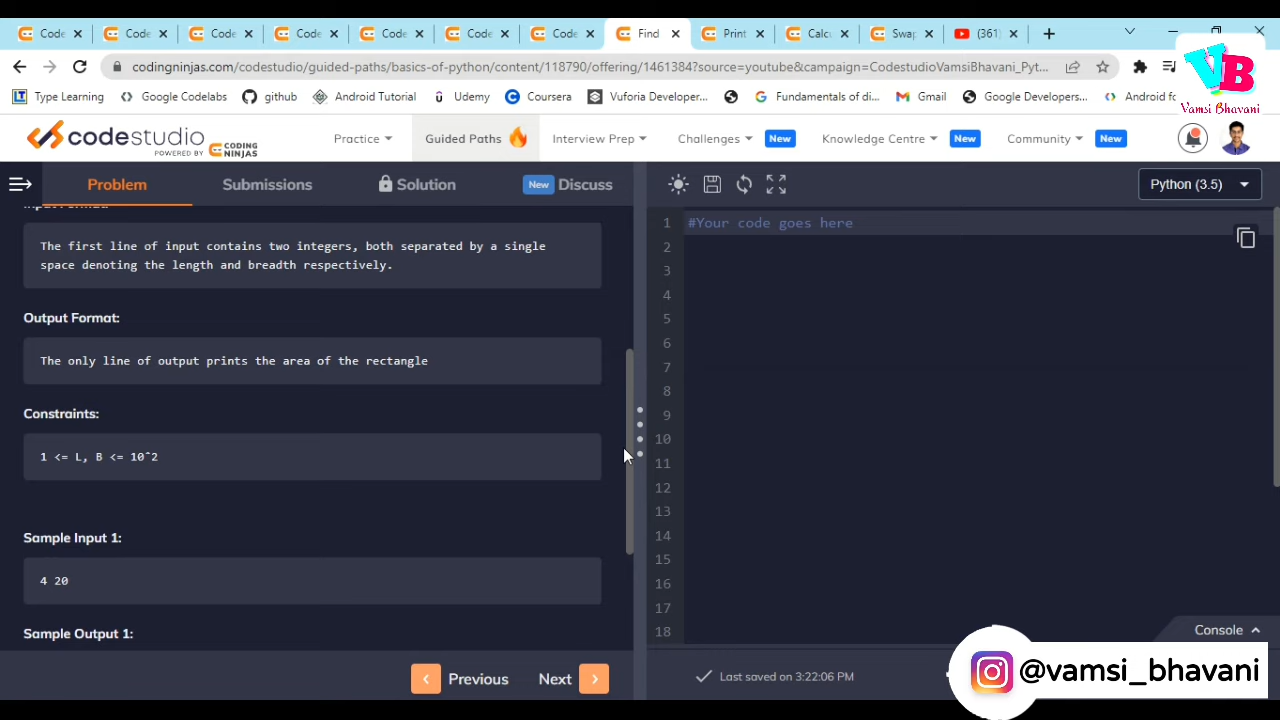 Code
Code
Code
Code
Code
Code
Code
Find
Print
Calcu
Swap
(361)
codingninjas.com/codestudio/guided-paths/basics-of-python/content/118790/offering/1461384?source=youtube&campaign=CodestudioVamsiBhavani_Pyt...
VB
Vamsi Bhavani
Type Learning
Google Codelabs
github
Android Tutorial
Udemy
Coursera
Vuforia Developer...
Fundamentals of di...
Gmail
Google Developers...
Android fo
codestudio
POWERED BY CODING NINJAS
Practice
Guided Paths
Interview Prep
Challenges
New
Knowledge Centre
New
Community
New
Problem
Submissions
Solution
New
Discuss
Python (3.5)
Input Format:
The first line of input contains two integers, both separated by a single
space denoting the length and breadth respectively.
Output Format:
The only line of output prints the area of the rectangle
Constraints:
1 <= L, B <= 10^2
Sample Input 1:
4 20
Sample Output 1:
Previous
Next
1 #Your code goes here
2
3
4
5
6
7
8
9
10
11
12
13
14
15
16
17
18
Console
Last saved on 3:22:06 PM
@vamsi_bhavani